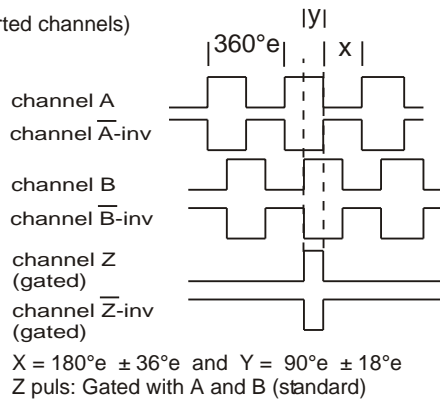 rted channels)
|y|
|360°e| x |
channel A
channel A̅-inv
channel B
channel B̅-inv
channel Z
(gated)
channel Z̅-inv
(gated)
X = 180°e ± 36°e and Y = 90°e ± 18°e
Z puls: Gated with A and B (standard)